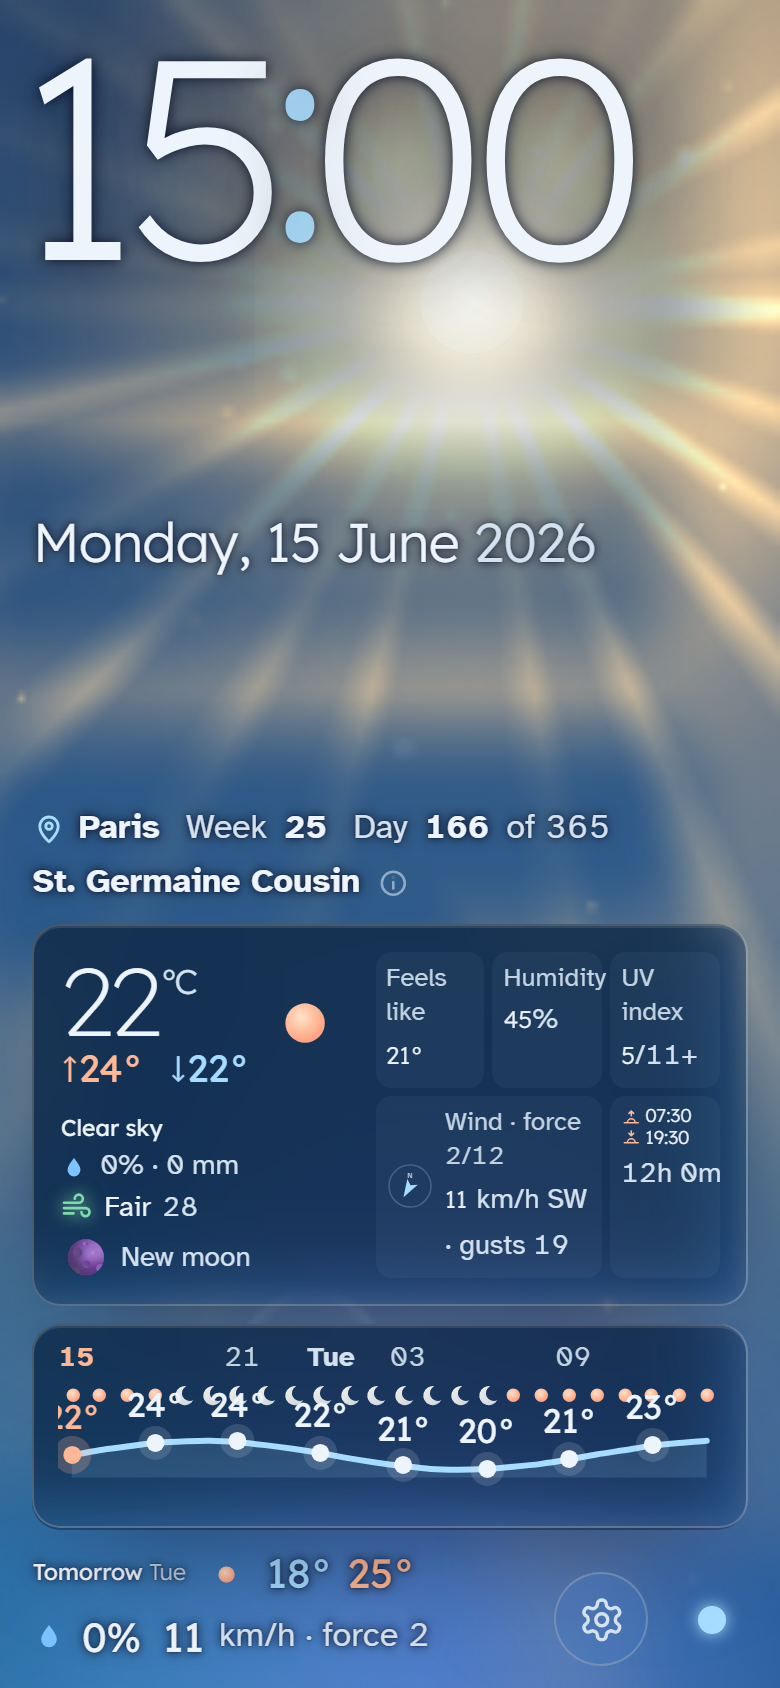 15:00
Monday, 15 June 2026
Paris Week 25 Day 166 of 365
St. Germaine Cousin
22°C
↑24° ↓22°
Clear sky
0% · 0 mm
Fair 28
New moon
Feels like
21°
Humidity
45%
UV index
5/11+
N
Wind · force 2/12
11 km/h SW
· gusts 19
07:30
19:30
12h 0m
15 21 Tue 03 09
22° 24° 24° 22° 21° 20° 21° 23°
Tomorrow Tue 18° 25°
0% 11 km/h · force 2